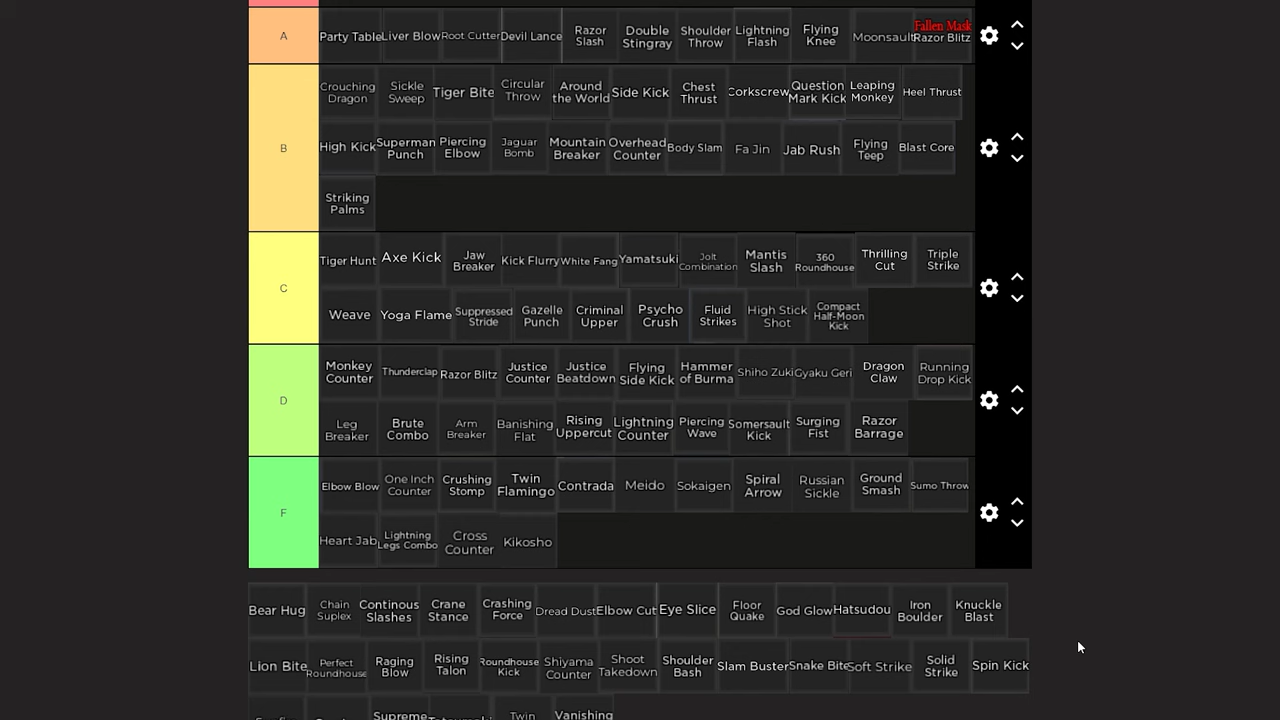 A
Party Table Liver Blow Root Cutter Devil Lance Razor Slash Double Stingray Shoulder Throw Lightning Flash Flying Knee Moonsault Fallen Mask Razor Blitz
B
Crouching Dragon Sickle Sweep Tiger Bite Circular Throw Around the World Side Kick Chest Thrust Corkscrew Question Mark Kick Leaping Monkey Heel Thrust
High Kick Superman Punch Piercing Elbow Jaguar Bomb Mountain Breaker Overhead Counter Body Slam Fa Jin Jab Rush Flying Teep Blast Core
Striking Palms
C
Tiger Hunt Axe Kick Jaw Breaker Kick Flurry White Fang Yamatsuki Jolt Combination Mantis Slash 360 Roundhouse Thrilling Cut Triple Strike
Weave Yoga Flame Suppressed Stride Gazelle Punch Criminal Upper Psycho Crush Fluid Strikes High Stick Shot Compact Half-Moon Kick
D
Monkey Counter Thunderclap Razor Blitz Justice Counter Justice Beatdown Flying Side Kick Hammer of Burma Shiho Zuki Gyaku Geri Dragon Claw Running Drop Kick
Leg Breaker Brute Combo Arm Breaker Banishing Flat Rising Uppercut Lightning Counter Piercing Wave Somersault Kick Surging Fist Razor Barrage
F
Elbow Blow One Inch Counter Crushing Stomp Twin Flamingo Contrada Meido Sokaigen Spiral Arrow Russian Sickle Ground Smash Sumo Throw
Heart Jab Lightning Legs Combo Cross Counter Kikosho
Bear Hug Chain Suplex Continous Slashes Crane Stance Crashing Force Dread Dust Elbow Cut Eye Slice Floor Quake God Glow Hatsudou Iron Boulder Knuckle Blast
Lion Bite Perfect Roundhouse Raging Blow Rising Talon Roundhouse Kick Shiyama Counter Shoot Takedown Shoulder Bash Slam Buster Snake Bite Soft Strike Solid Strike Spin Kick
Supreme Twin Vanishing